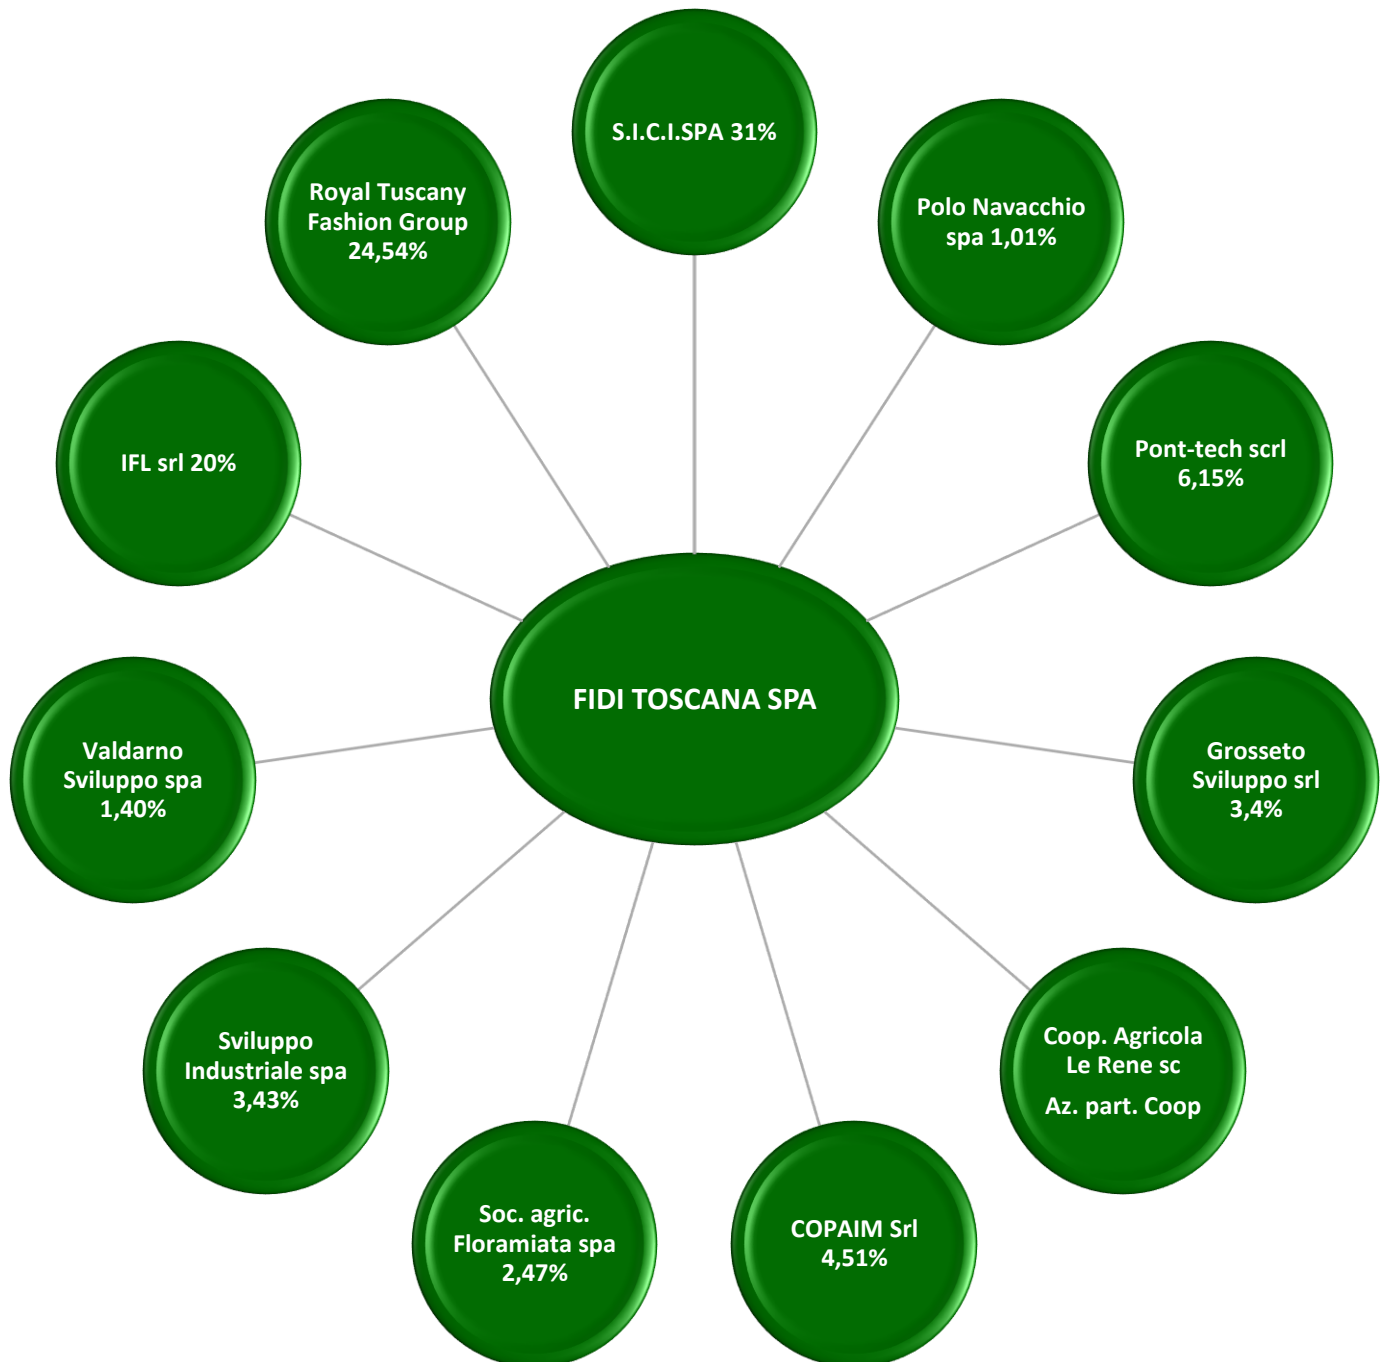 S.I.C.I.SPA 31%
Royal Tuscany
Fashion Group
24,54%
Polo Navacchio
spa 1,01%
IFL srl 20%
Pont-tech scrl
6,15%
FIDI TOSCANA SPA
Valdarno
Sviluppo spa
1,40%
Grosseto
Sviluppo srl
3,4%
Sviluppo
Industriale spa
3,43%
Coop. Agricola
Le Rene sc
Az. part. Coop
Soc. agric.
Floramiata spa
2,47%
COPAIM Srl
4,51%